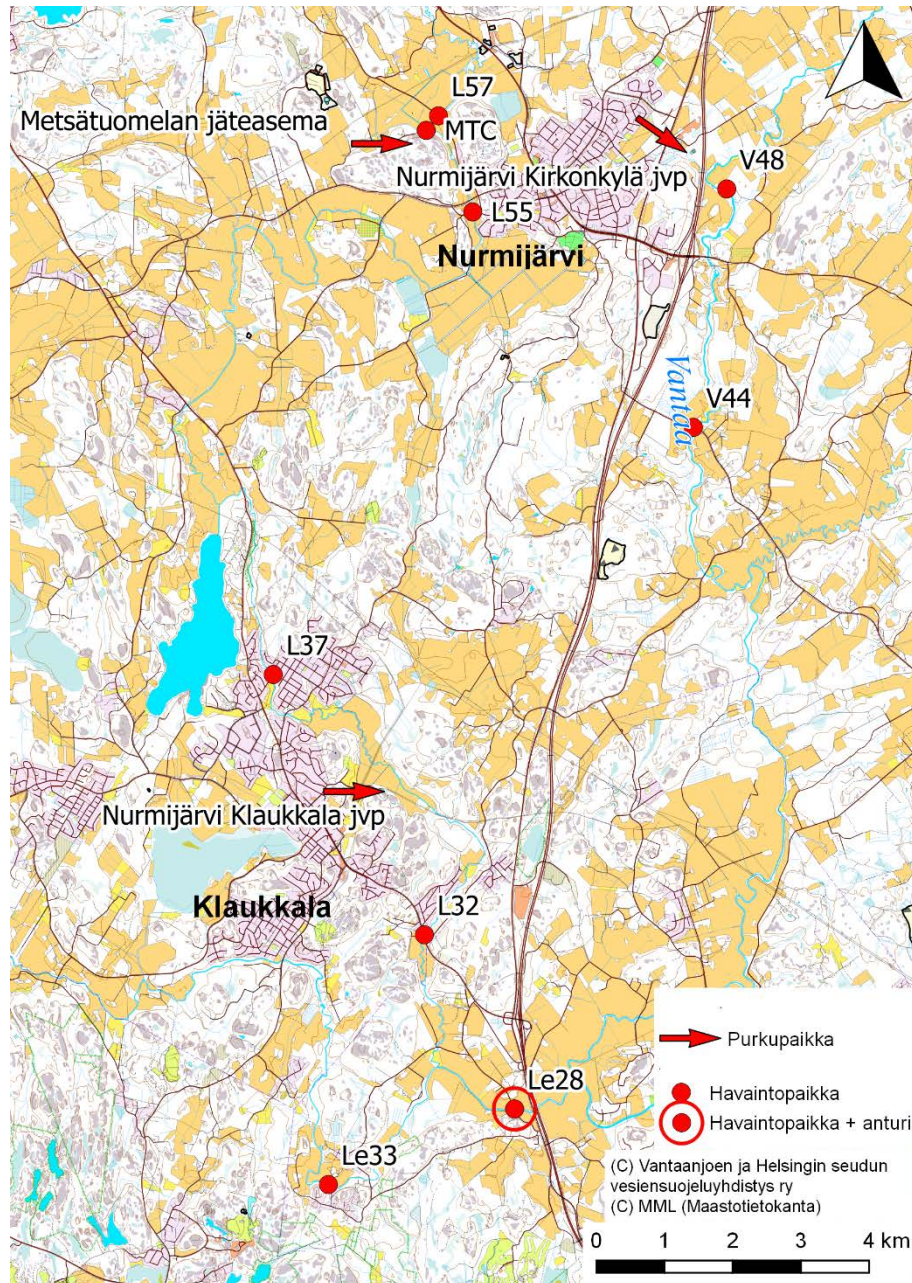 L57
Metsätuomelan jäteasema
MTC
Nurmijärvi Kirkonkylä jvp
V48
L55
Nurmijärvi
Vantaa
V44
L37
Nurmijärvi Klaukkala jvp
Klaukkala
L32
Le28
Le33
Purkupaikka
Havaintopaikka
Havaintopaikka + anturi
(C) Vantaanjoen ja Helsingin seudun
vesiensuojeluyhdistys ry
(C) MML (Maastotietokanta)
0 1 2 3 4 km